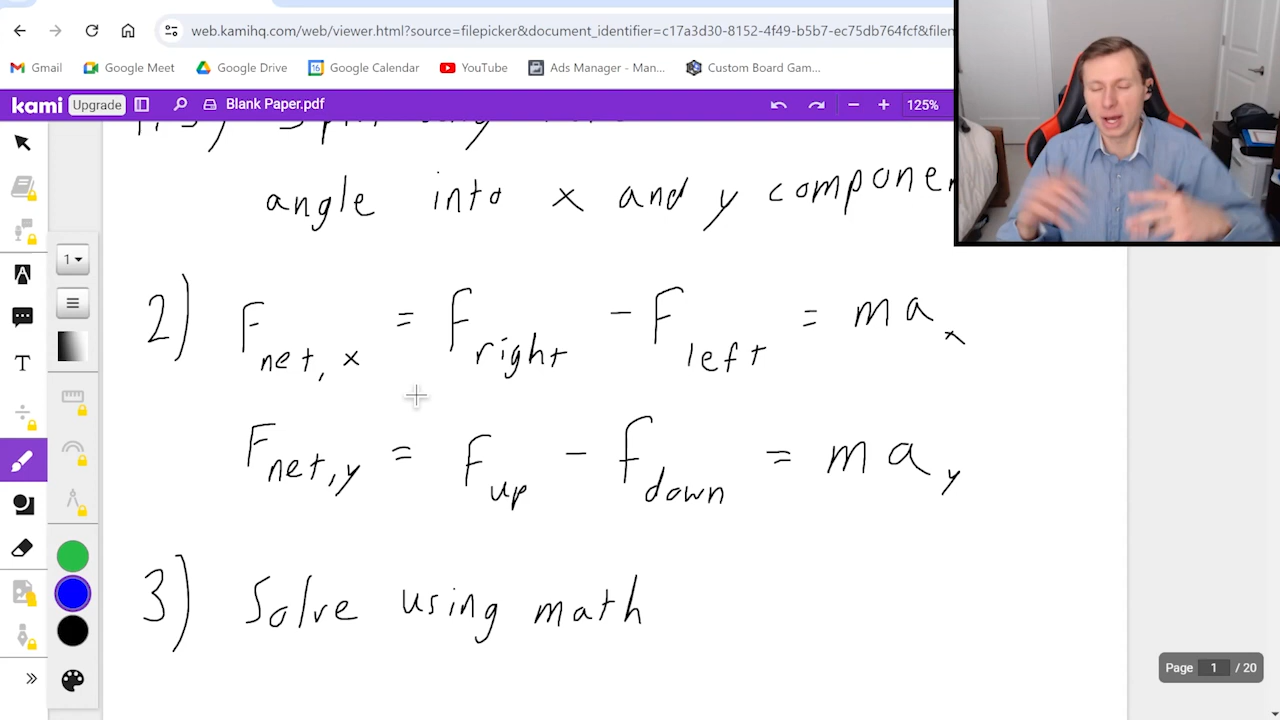 web.kamihq.com/web/viewer.html?source=filepicker&document_identifier=c17a3d30-8152-4f49-b5b7-ec75db764fcf&filen
Gmail Google Meet Google Drive 16 Google Calendar YouTube Ads Manager - Man... Custom Board Gam...
kami Upgrade Blank Paper.pdf 125%
angle into x and y componen
1
2) F net, x = F right - F left = m a x
F net, y = F up - F down = m a y
3) Solve using math
Page 1 / 20